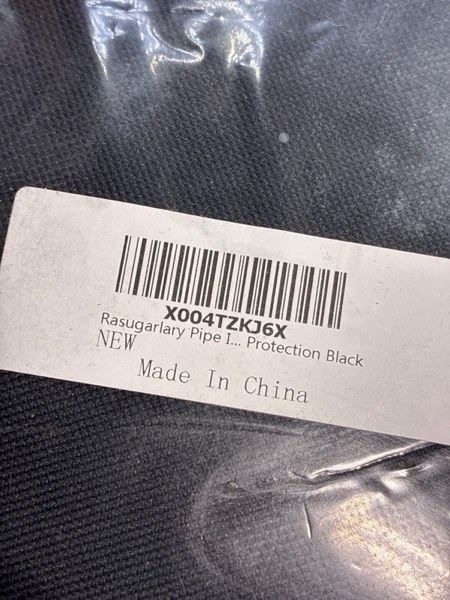 X004TZKJ6X
Rasugarlary Pipe I... Protection Black
NEW
Made In China